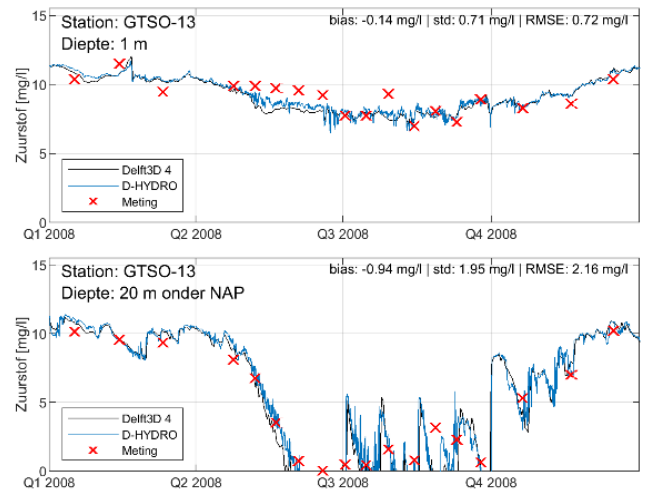 Station: GTSO-13
bias: -0.14 mg/l | std: 0.71 mg/l | RMSE: 0.72 mg/l
Diepte: 1 m
15
10
5
0
Zuurstof [mg/l]
Delft3D 4
D-HYDRO
Meting
Q1 2008
Q2 2008
Q3 2008
Q4 2008
Station: GTSO-13
bias: -0.94 mg/l | std: 1.95 mg/l | RMSE: 2.16 mg/l
Diepte: 20 m onder NAP
15
10
5
0
Zuurstof [mg/l]
Delft3D 4
D-HYDRO
Meting
Q1 2008
Q2 2008
Q3 2008
Q4 2008